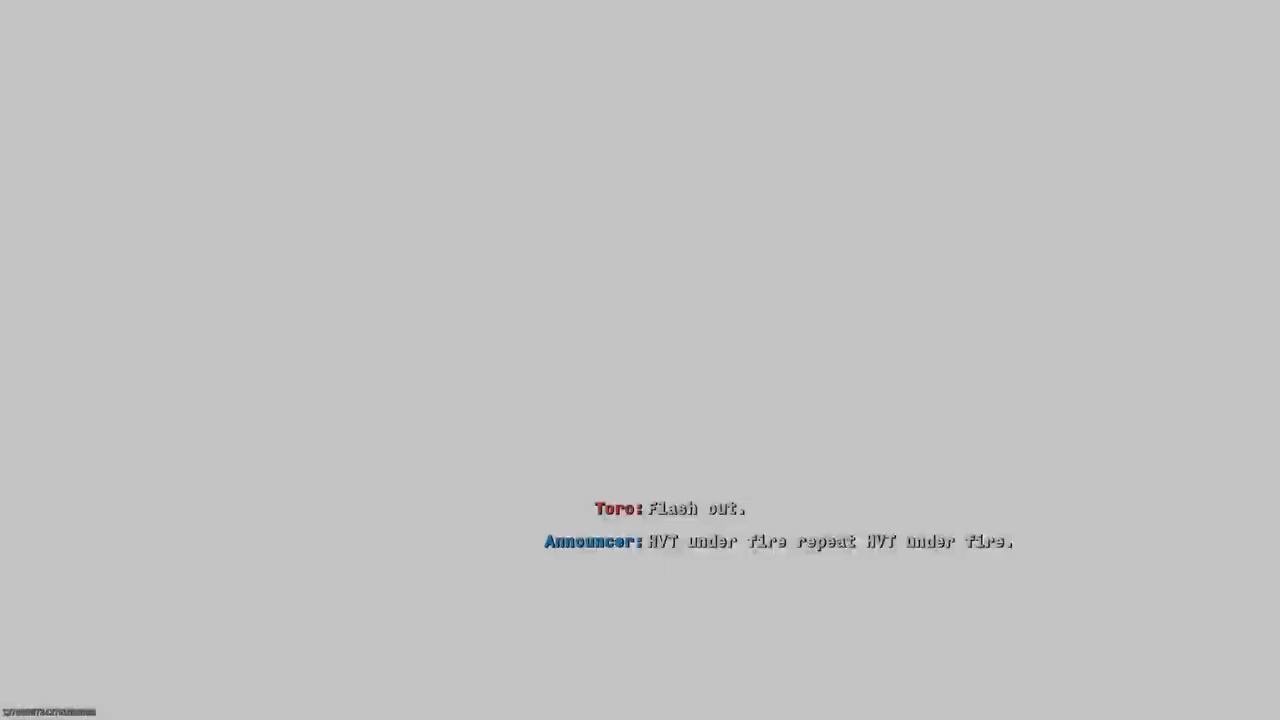 Toro: Flash out.
Announcer: HVT under fire repeat HVT under fire.